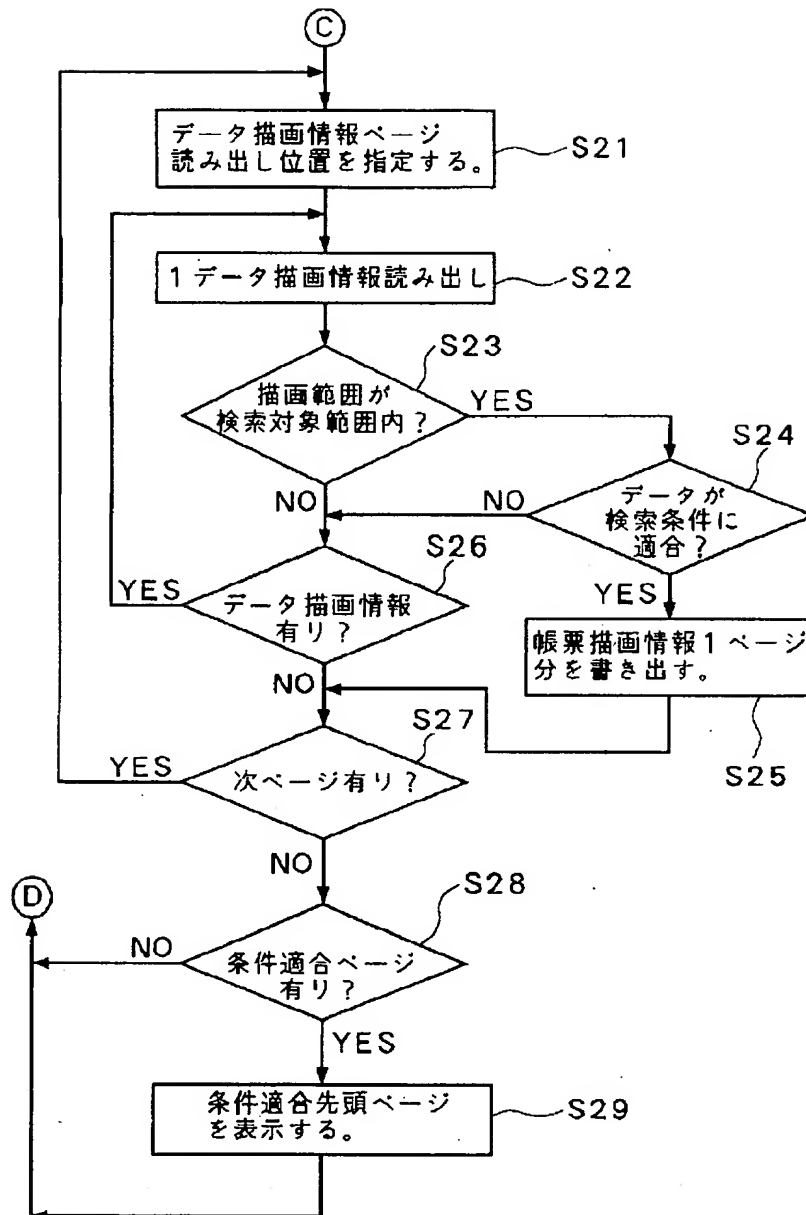 C
データ描画情報ページ
読み出し位置を指定する。
S21
1データ描画情報読み出し
S22
S23
描画範囲が
検索対象範囲内?
YES
S24
NO
NO
データが
検索条件に
適合?
S26
YES
データ描画情報
有り?
YES
帳票描画情報1ページ
分を書き出す。
NO
S27
S25
YES
次ページ有り?
NO
S28
D
NO
条件適合ページ
有り?
YES
条件適合先頭ページ
を表示する。
S29